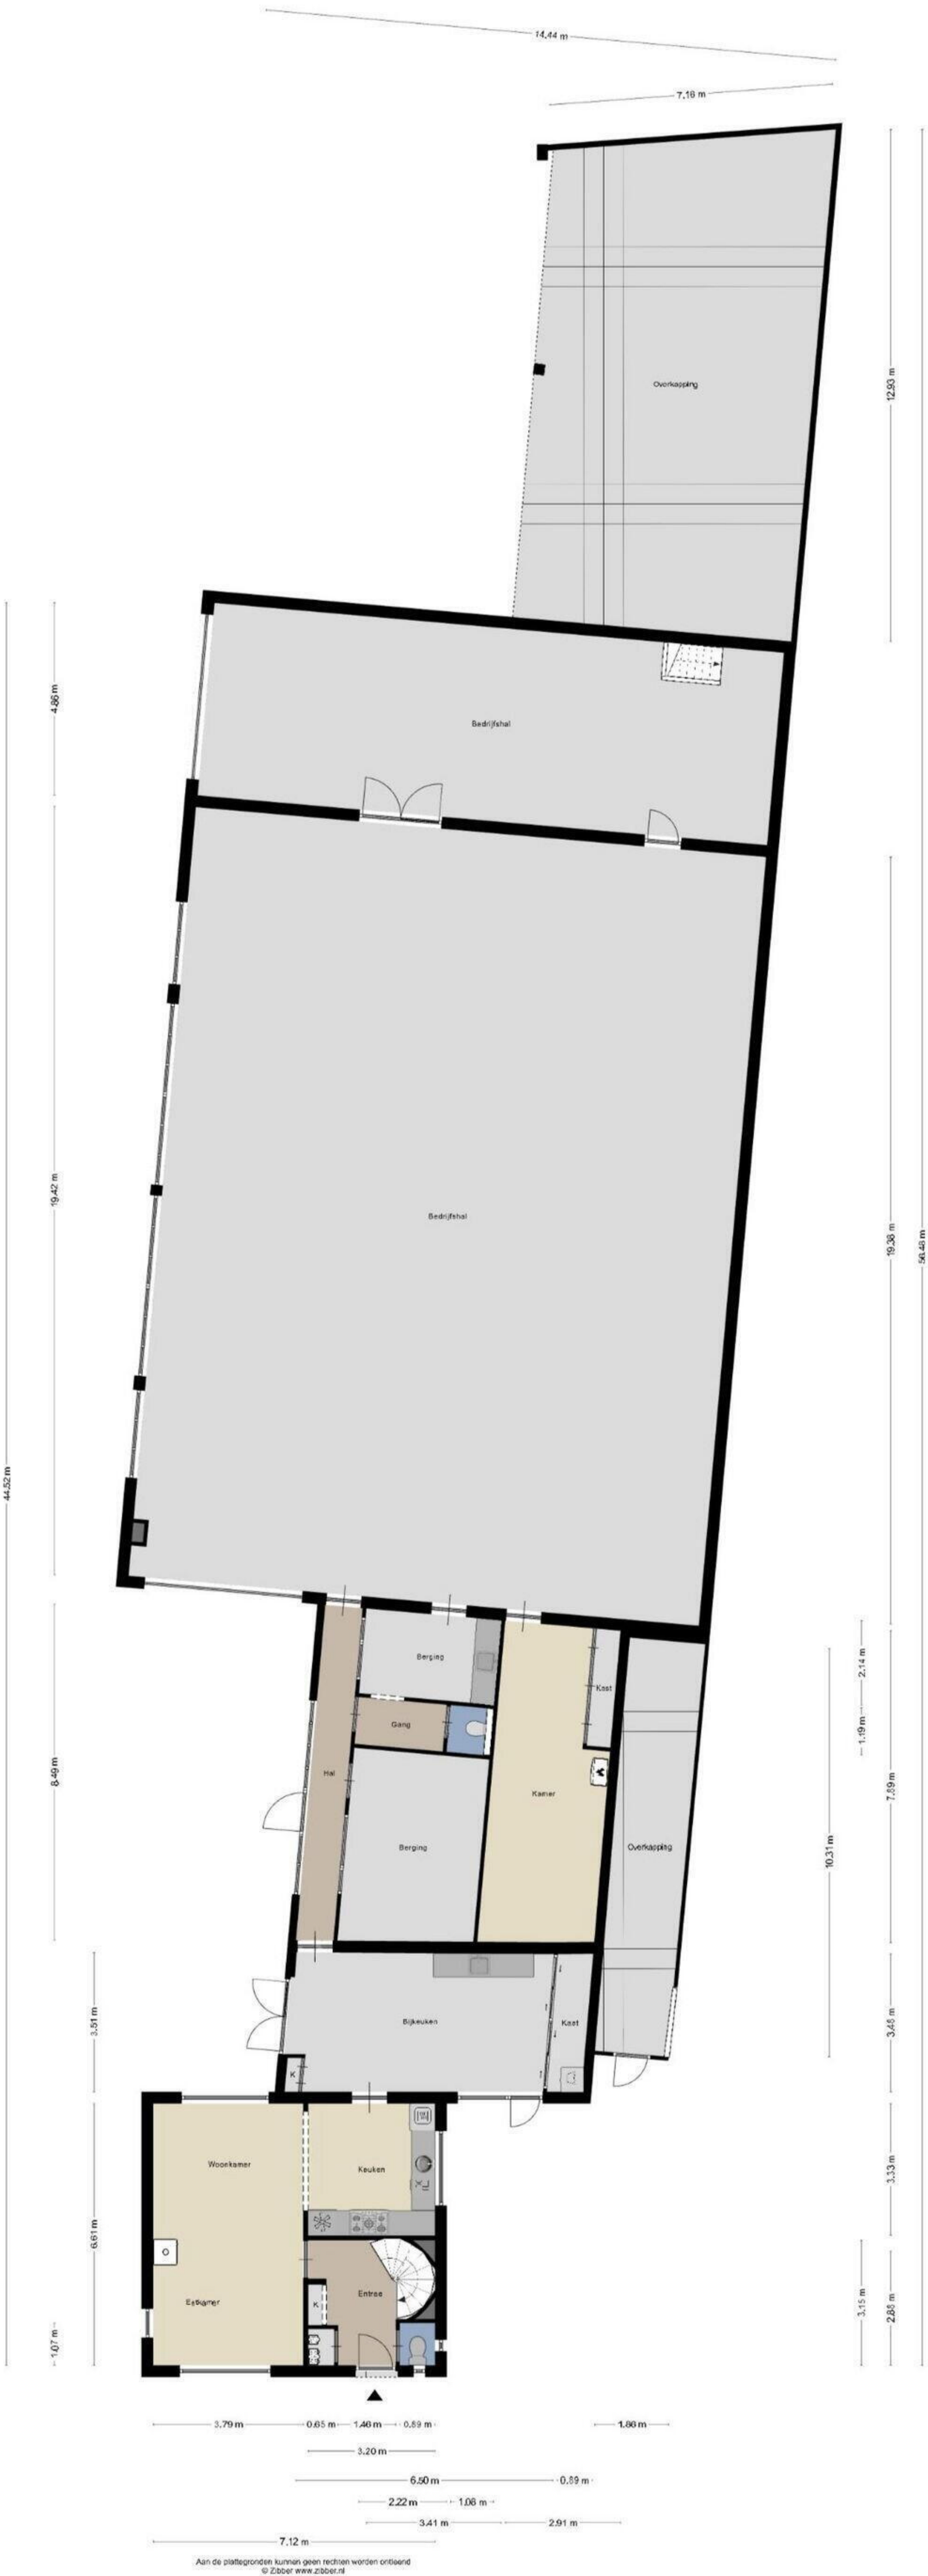 14.44 m
7.16 m
12.93 m
Overkapping
4.86 m
Bedrijfshal
19.42 m
Bedrijfshal
19.38 m
56.48 m
44.52 m
2.14 m
Berging
Kast
Gang
1.19 m
Hal
8.49 m
Kamer
7.89 m
Berging
Overkapping
10.31 m
3.51 m
Bijkeuken
Kast
3.48 m
K
Woonkamer
Keuken
3.33 m
6.61 m
Entree
K
Eetkamer
3.15 m
2.88 m
1.07 m
3.79 m
0.65 m
1.46 m
0.89 m
1.86 m
3.20 m
6.50 m
0.89 m
2.22 m
1.08 m
3.41 m
2.91 m
7.12 m
Aan de plattegronden kunnen geen rechten worden ontleend
© Zibber www.zibber.nl